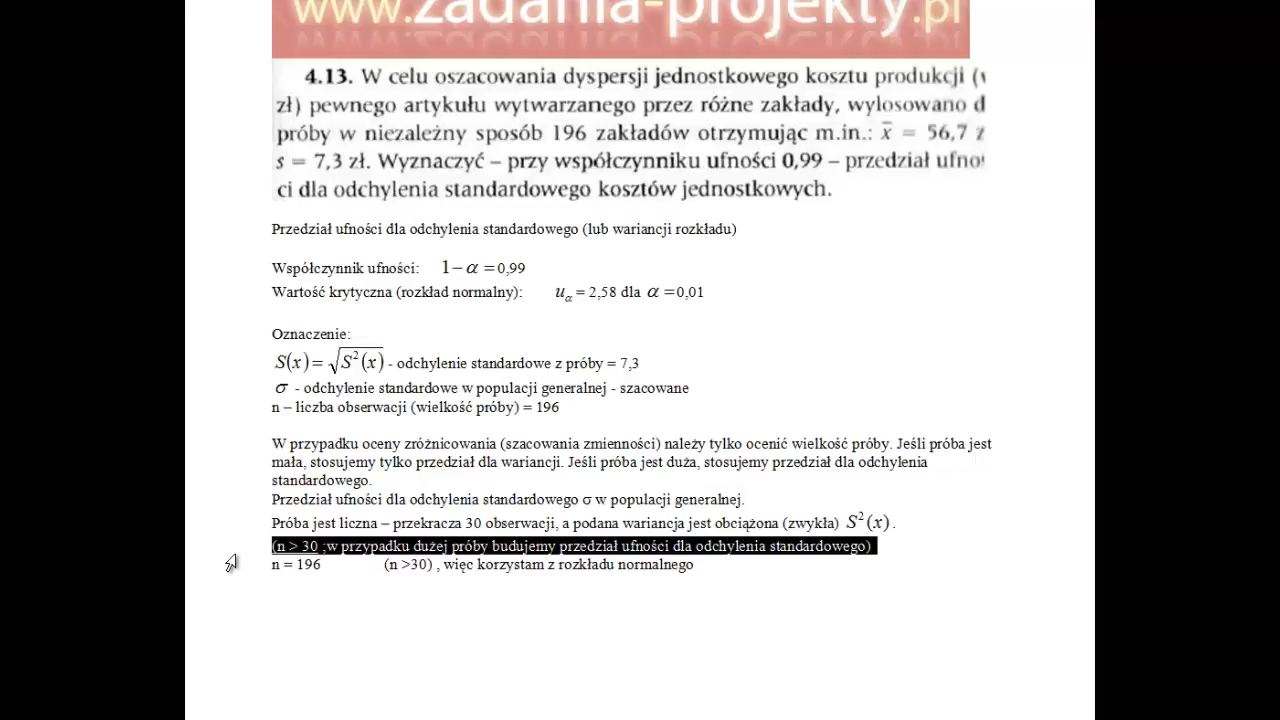 www.zadania-projekty.pl
4.13. W celu oszacowania dyspersji jednostkowego kosztu produkcji (
zł) pewnego artykułu wytwarzanego przez różne zakłady, wylosowano d
próby w niezależny sposób 196 zakładów otrzymując m.in.: x̄ = 56,7 z
s = 7,3 zł. Wyznaczyć – przy współczynniku ufności 0,99 – przedział ufno
ci dla odchylenia standardowego kosztów jednostkowych.
Przedział ufności dla odchylenia standardowego (lub wariancji rozkładu)
Współczynnik ufności: 1−α =0,99
Wartość krytyczna (rozkład normalny): uα = 2,58 dla α =0,01
Oznaczenie:
S(x)= √S²(x) - odchylenie standardowe z próby = 7,3
σ - odchylenie standardowe w populacji generalnej - szacowane
n – liczba obserwacji (wielkość próby) = 196
W przypadku oceny zróżnicowania (szacowania zmienności) należy tylko ocenić wielkość próby. Jeśli próba jest
mała, stosujemy tylko przedział dla wariancji. Jeśli próba jest duża, stosujemy przedział dla odchylenia
standardowego.
Przedział ufności dla odchylenia standardowego σ w populacji generalnej.
Próba jest liczna – przekracza 30 obserwacji, a podana wariancja jest obciążona (zwykła) S²(x).
(n > 30 ;w przypadku dużej próby budujemy przedział ufności dla odchylenia standardowego)
n = 196 (n >30) , więc korzystam z rozkładu normalnego